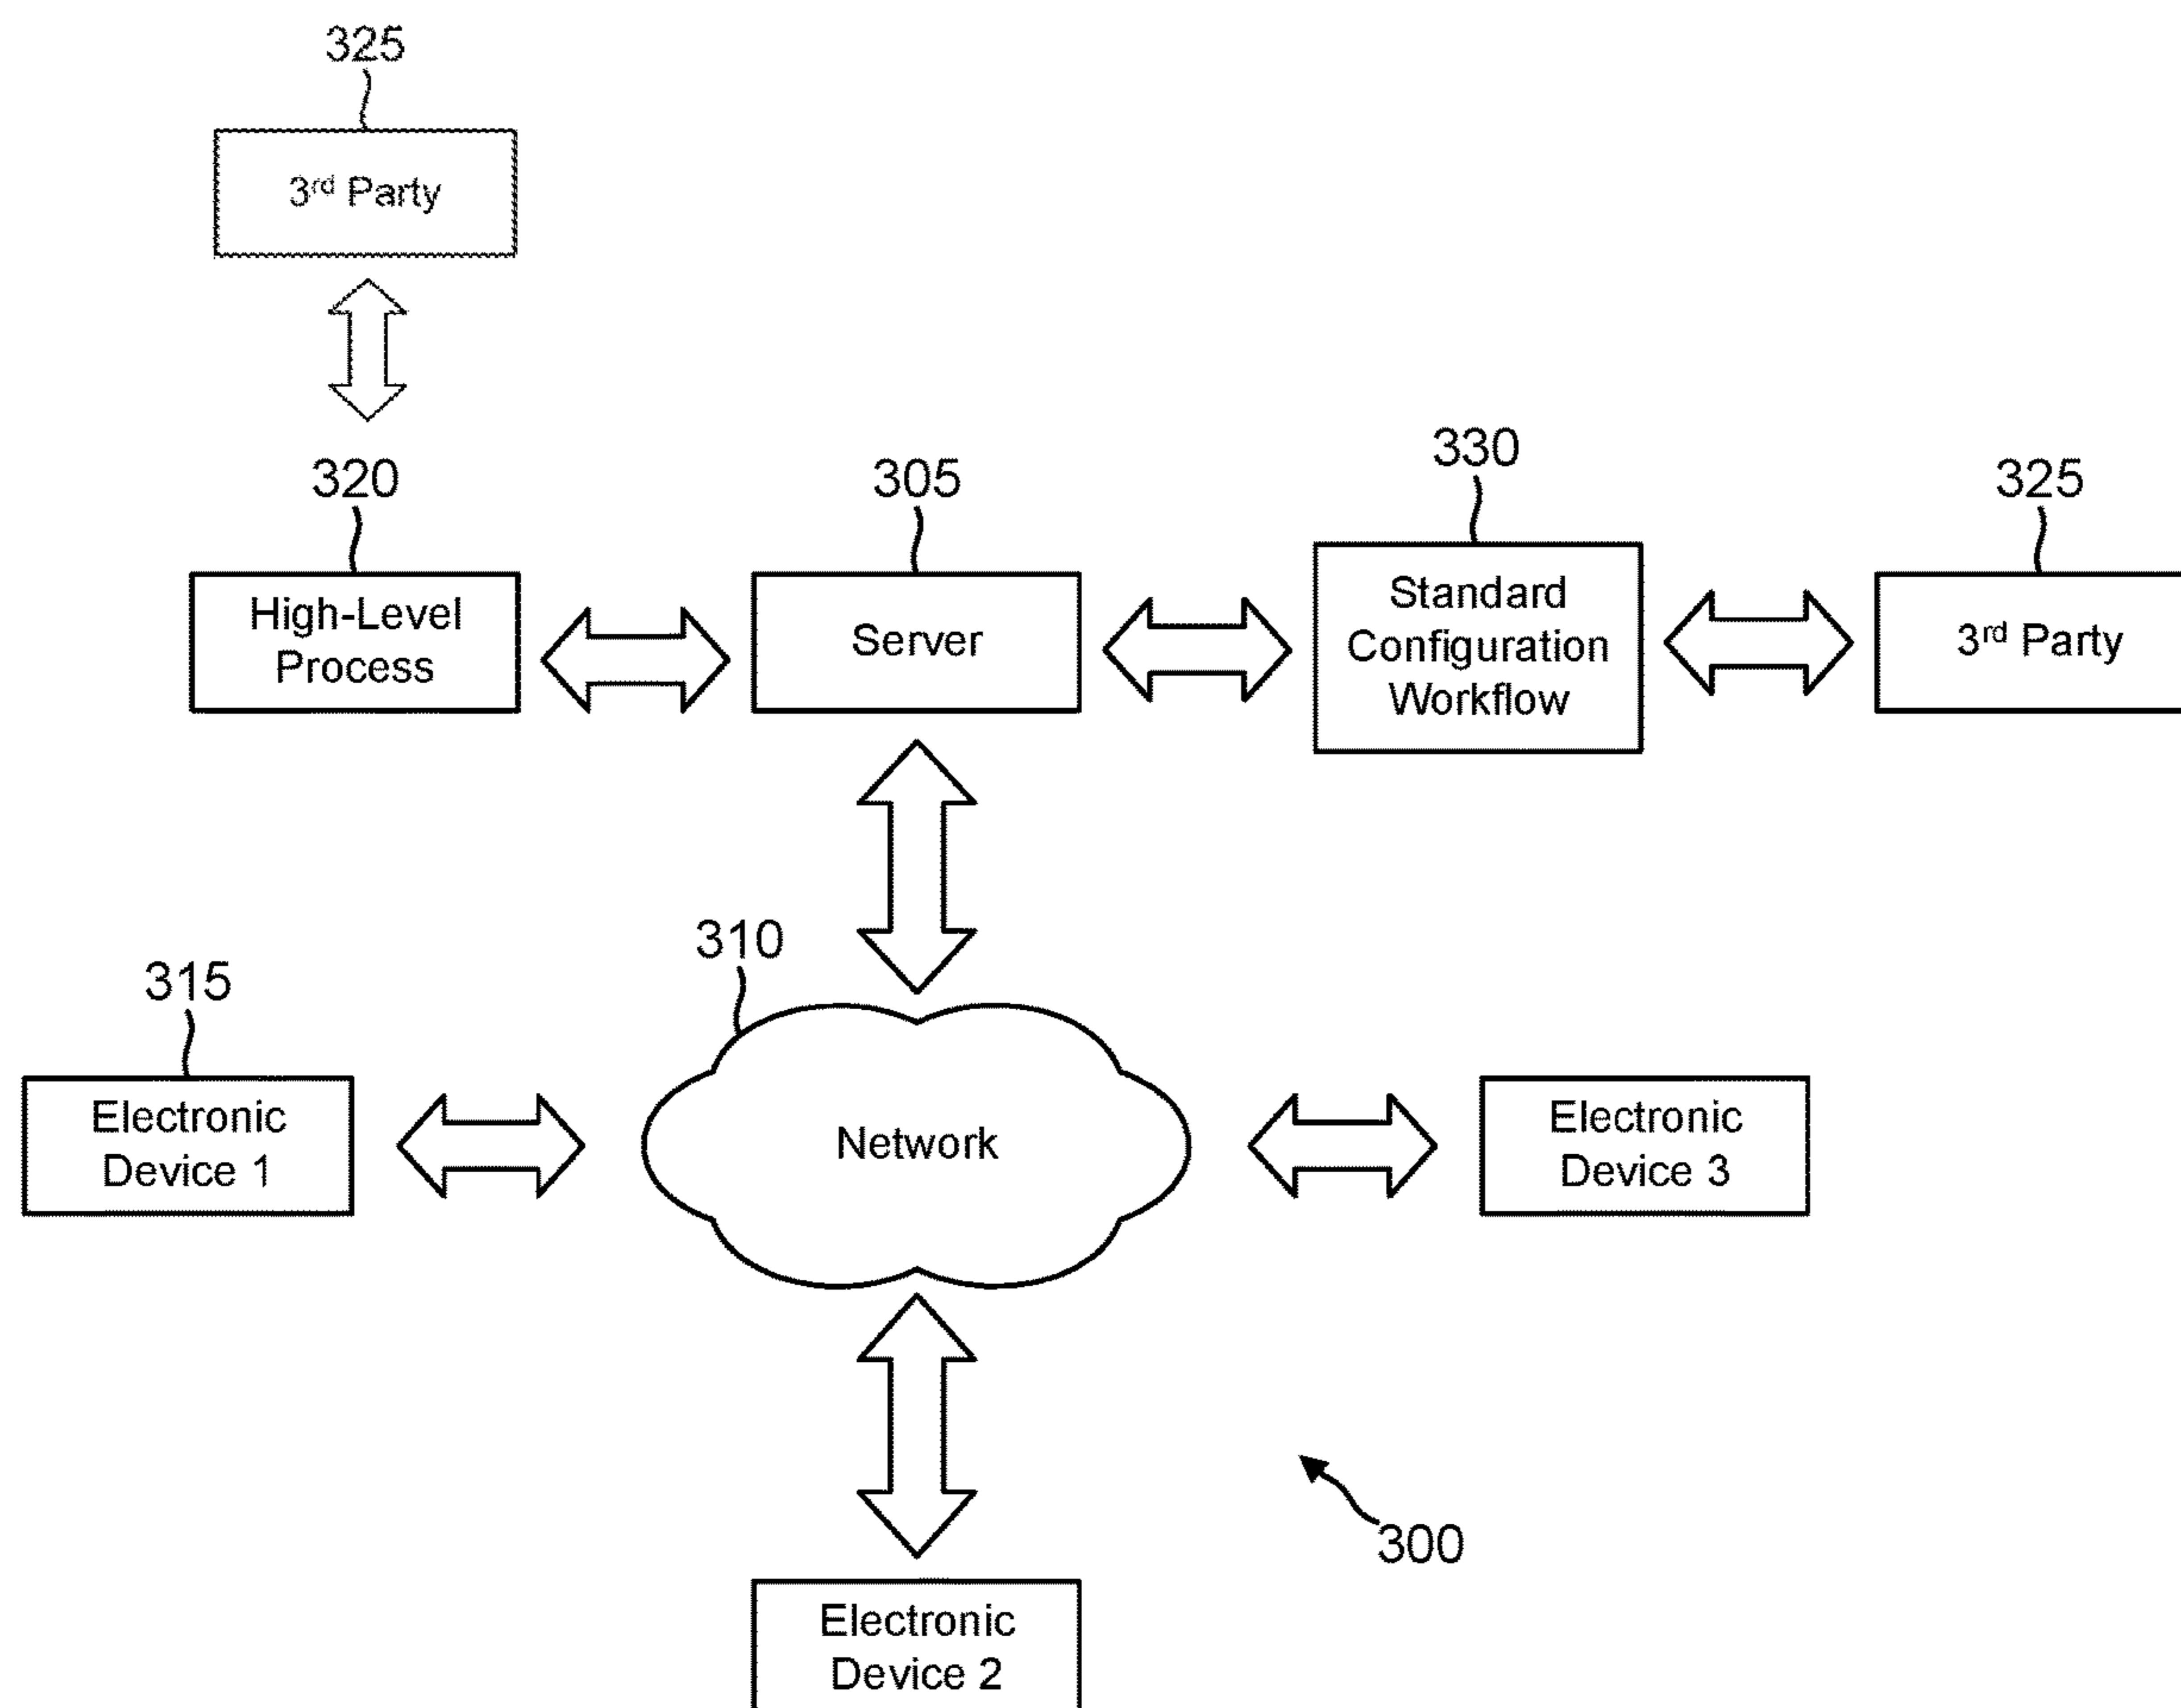 325
3rd Party
320
305
330
325
High-Level
Process
Server
Standard
Configuration
Workflow
3rd Party
310
315
Electronic
Device 1
Network
Electronic
Device 3
300
Electronic
Device 2